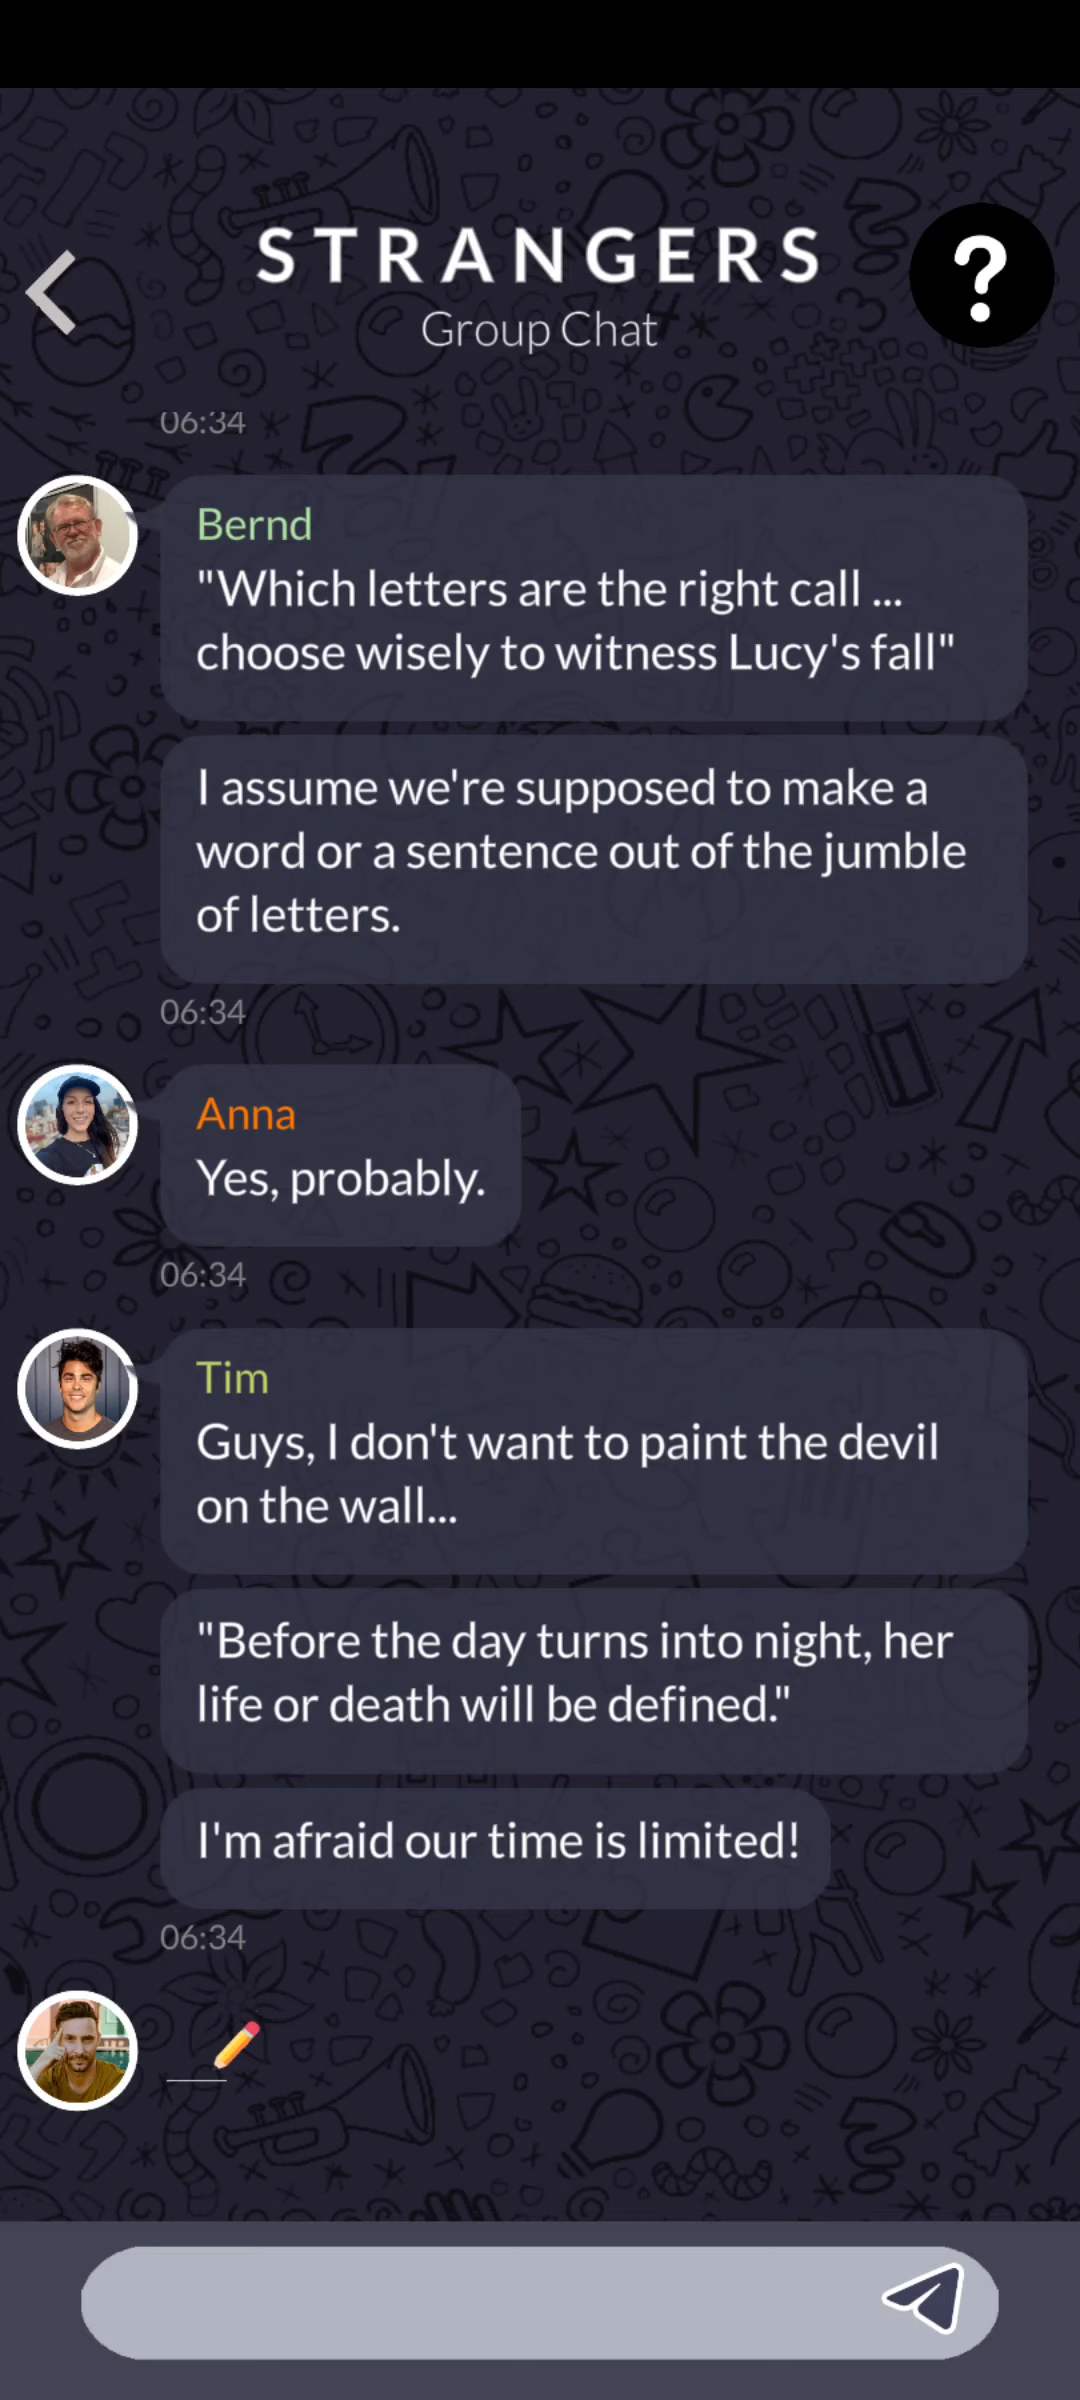 STRANGERS
?
Group Chat
06:34
Bernd
"Which letters are the right call ...
choose wisely to witness Lucy's fall"
I assume we're supposed to make a
word or a sentence out of the jumble
of letters.
06:34
Anna
Yes, probably.
06:34
Tim
Guys, I don't want to paint the devil
on the wall...
"Before the day turns into night, her
life or death will be defined."
I'm afraid our time is limited!
06:34